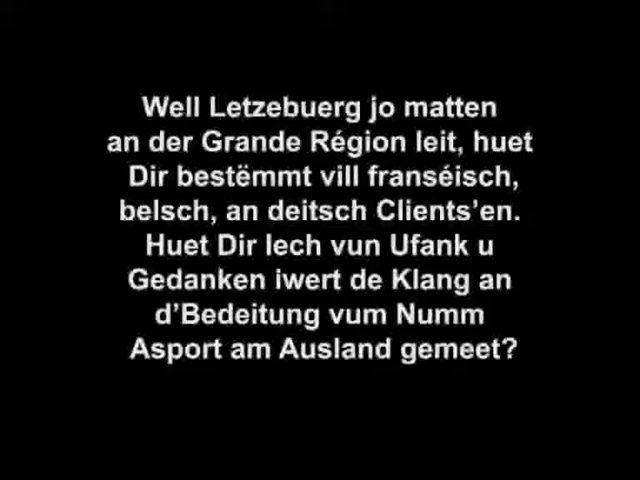 Well Letzebuerg jo matten
an der Grande Région leit, huet
Dir bestëmmt vill franséisch,
belsch, an deitsch Clients'en.
Huet Dir Iech vun Ufank u
Gedanken iwert de Klang an
d'Bedeitung vum Numm
Asport am Ausland gemeet?